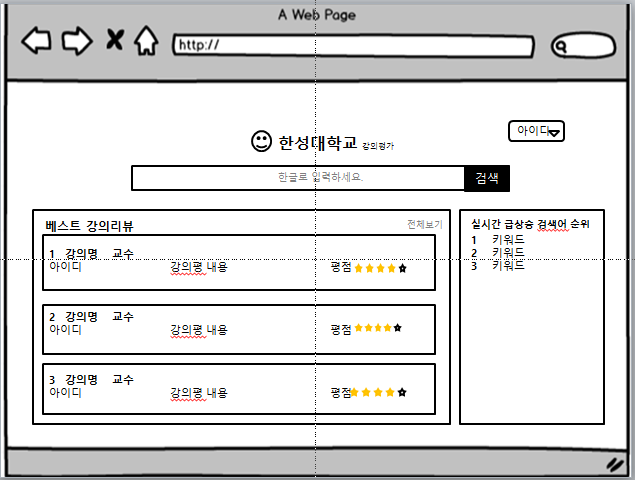 A Web Page
http://
아이디
한성대학교 강의평가
한글로 입력하세요.
검색
베스트 강의리뷰
전체보기
1 강의명 교수
아이디 강의평 내용 평점
2 강의명 교수
아이디 강의평 내용 평점
3 강의명 교수
아이디 강의평 내용 평점
실시간 급상승 검색어 순위
1 키워드
2 키워드
3 키워드